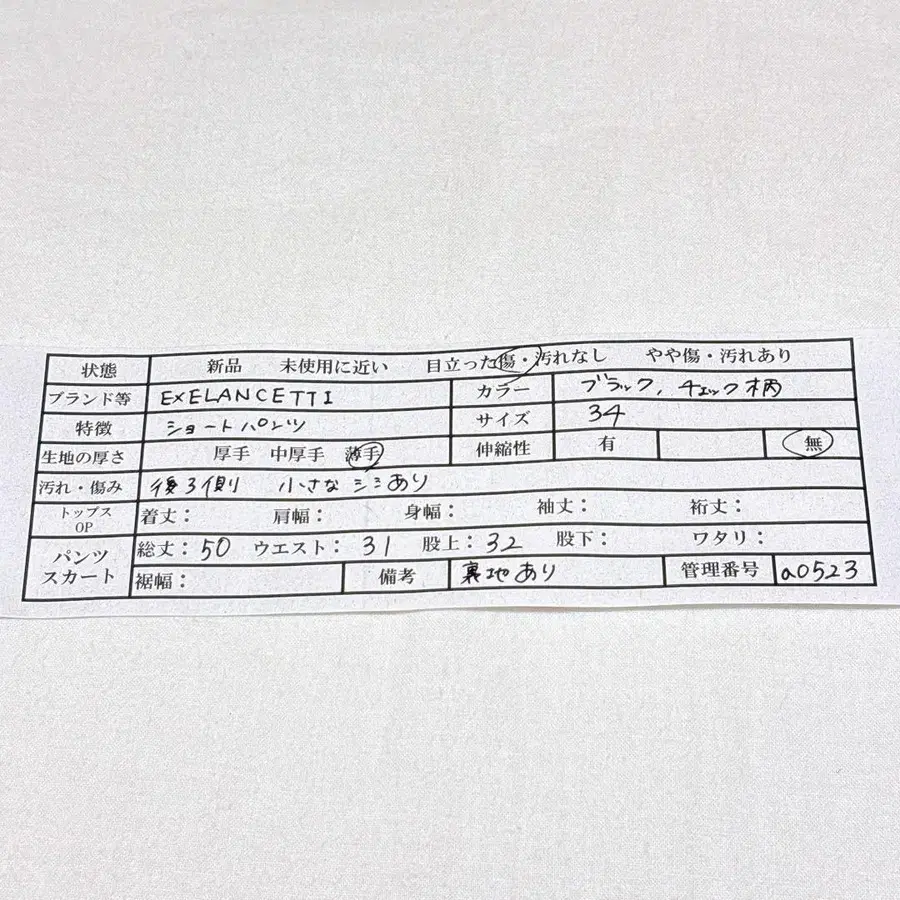 状態 新品 未使用に近い 目立った傷・汚れなし やや傷・汚れあり
ブランド等 EXELANCETTI カラー ブラック, チェック柄
特徴 ショートパンツ サイズ 34
生地の厚さ 厚手 中厚手 薄手 伸縮性 有 無
汚れ・傷み 後ろ側 小さなシミあり
トップス OP 着丈： 肩幅： 身幅： 袖丈： 裄丈：
パンツ スカート 総丈：50 ウエスト：31 股上：32 股下： ワタリ：
裾幅： 備考 裏地あり 管理番号 a0523